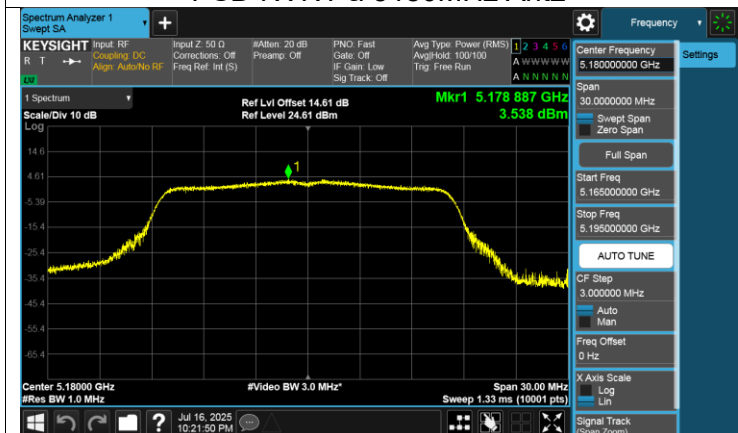 Spectrum Analyzer 1
Swept SA
+
Frequency
KEYSIGHT
R T
Input: RF
Coupling: DC
Align: Auto/No RF
Input Z: 50 Ω
Corrections: Off
Freq Ref: Int (S)
#Atten: 20 dB
Preamp: Off
PNO: Fast
Gate: Off
IF Gain: Low
Sig Track: Off
Avg Type: Power (RMS)
Avg|Hold: 100/100
Trig: Free Run
1 2 3 4 5 6
A W W W W W
A N N N N N
1 Spectrum
Scale/Div 10 dB
Log
Ref Lvl Offset 14.61 dB
Ref Level 24.61 dBm
Mkr1 5.178 887 GHz
3.538 dBm
1
14.6
4.61
-5.39
-15.4
-25.4
-35.4
-45.4
-55.4
-65.4
Center 5.18000 GHz
#Res BW 1.0 MHz
#Video BW 3.0 MHz*
Span 30.00 MHz
Sweep 1.33 ms (10001 pts)
?
Jul 16, 2025
10:21:50 PM
Center Frequency
5.180000000 GHz
Settings
Span
30.0000000 MHz
Swept Span
Zero Span
Full Span
Start Freq
5.165000000 GHz
Stop Freq
5.195000000 GHz
AUTO TUNE
CF Step
3.000000 MHz
Auto
Man
Freq Offset
0 Hz
X Axis Scale
Log
Lin
Signal Track
(Span Zoom)